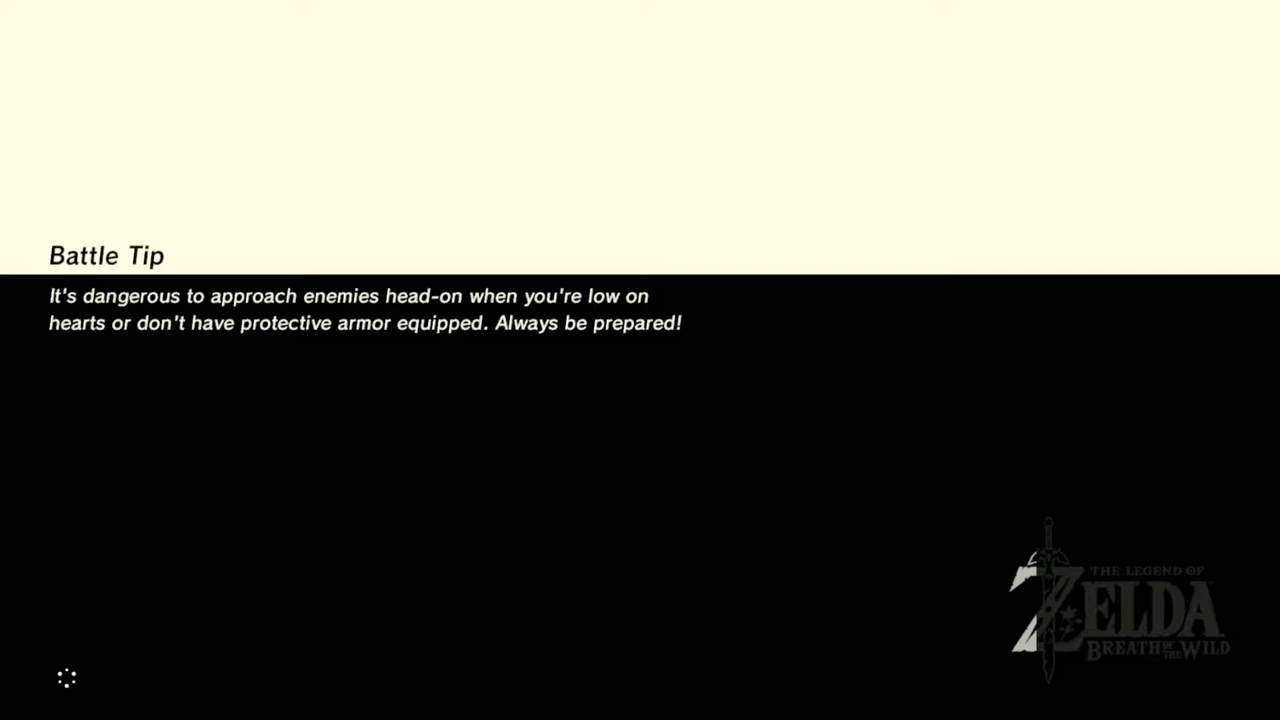 Battle Tip
It's dangerous to approach enemies head-on when you're low on
hearts or don't have protective armor equipped. Always be prepared!
THE LEGEND OF
ZELDA
BREATH OF THE WILD